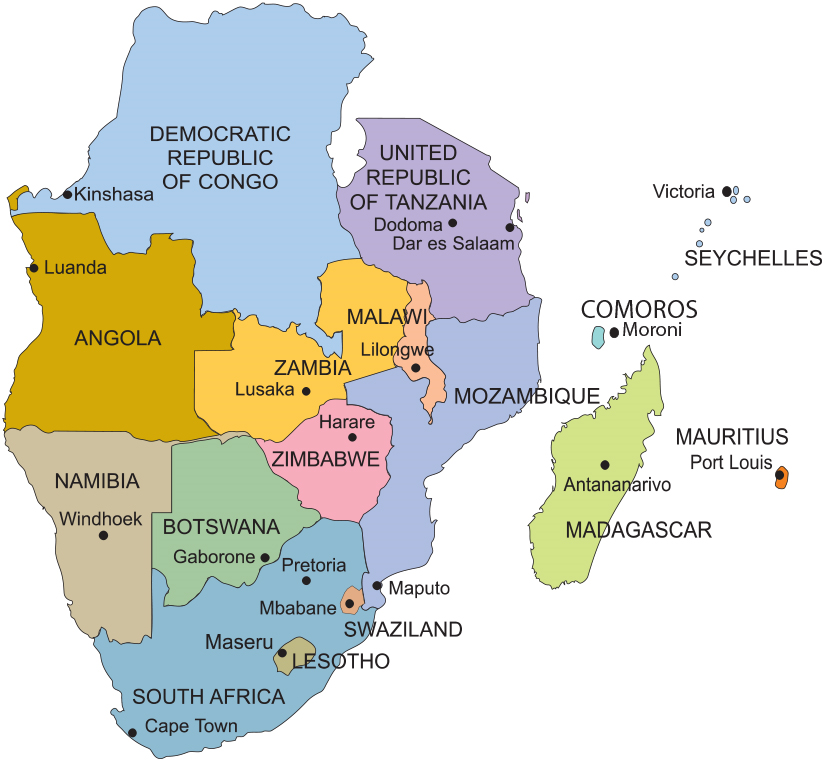 DEMOCRATIC
REPUBLIC
OF CONGO
Kinshasa
UNITED
REPUBLIC
OF TANZANIA
Dodoma
Dar es Salaam
Victoria
SEYCHELLES
Luanda
ANGOLA
MALAWI
Lilongwe
COMOROS
Moroni
ZAMBIA
Lusaka
MOZAMBIQUE
Harare
ZIMBABWE
MAURITIUS
Port Louis
Antananarivo
MADAGASCAR
NAMIBIA
Windhoek
BOTSWANA
Gaborone
Pretoria
Maputo
Mbabane
SWAZILAND
Maseru
LESOTHO
SOUTH AFRICA
Cape Town